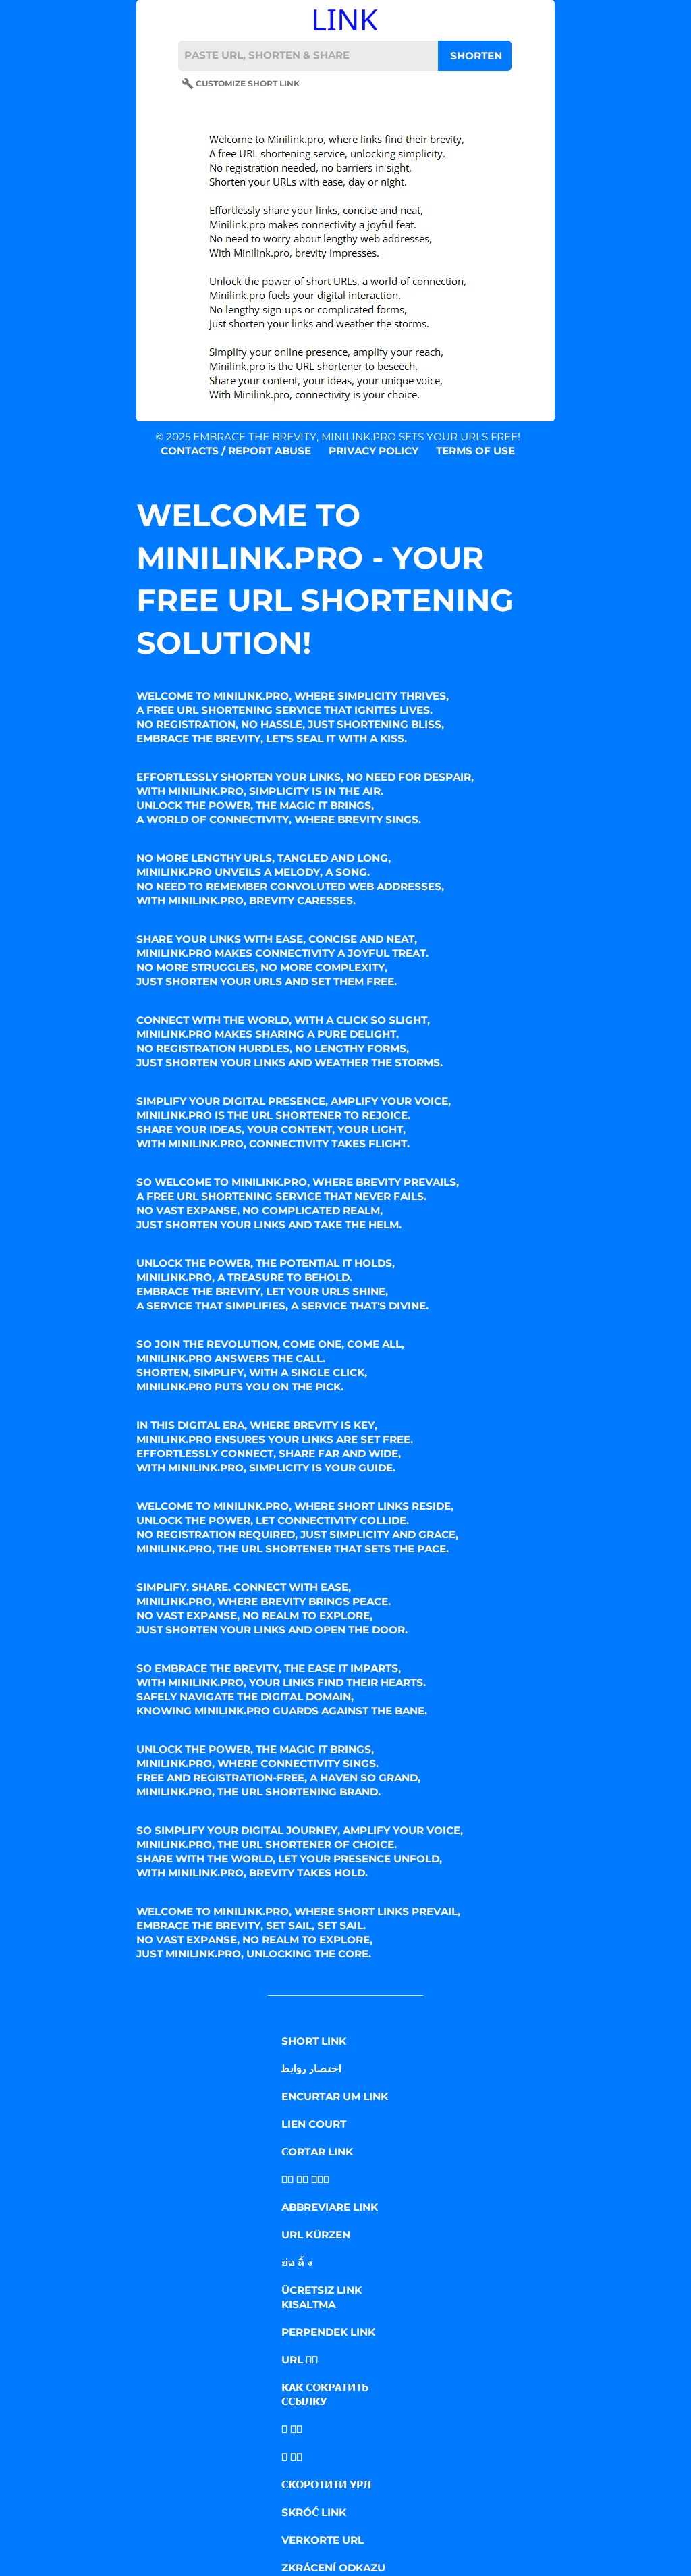 LINK
PASTE URL, SHORTEN & SHARE
SHORTEN
CUSTOMIZE SHORT LINK
Welcome to Minilink.pro, where links find their brevity,
A free URL shortening service, unlocking simplicity.
No registration needed, no barriers in sight,
Shorten your URLs with ease, day or night.
Effortlessly share your links, concise and neat,
Minilink.pro makes connectivity a joyful feat.
No need to worry about lengthy web addresses,
With Minilink.pro, brevity impresses.
Unlock the power of short URLs, a world of connection,
Minilink.pro fuels your digital interaction.
No lengthy sign-ups or complicated forms,
Just shorten your links and weather the storms.
Simplify your online presence, amplify your reach,
Minilink.pro is the URL shortener to beseech.
Share your content, your ideas, your unique voice,
With Minilink.pro, connectivity is your choice.
© 2025 EMBRACE THE BREVITY, MINILINK.PRO SETS YOUR URLS FREE!
CONTACTS / REPORT ABUSE PRIVACY POLICY TERMS OF USE
WELCOME TO
MINILINK.PRO - YOUR
FREE URL SHORTENING
SOLUTION!
WELCOME TO MINILINK.PRO, WHERE SIMPLICITY THRIVES,
A FREE URL SHORTENING SERVICE THAT IGNITES LIVES.
NO REGISTRATION, NO HASSLE, JUST SHORTENING BLISS,
EMBRACE THE BREVITY, LET'S SEAL IT WITH A KISS.
EFFORTLESSLY SHORTEN YOUR LINKS, NO NEED FOR DESPAIR,
WITH MINILINK.PRO, SIMPLICITY IS IN THE AIR.
UNLOCK THE POWER, THE MAGIC IT BRINGS,
A WORLD OF CONNECTIVITY, WHERE BREVITY SINGS.
NO MORE LENGTHY URLS, TANGLED AND LONG,
MINILINK.PRO UNVEILS A MELODY, A SONG.
NO NEED TO REMEMBER CONVOLUTED WEB ADDRESSES,
WITH MINILINK.PRO, BREVITY CARESSES.
SHARE YOUR LINKS WITH EASE, CONCISE AND NEAT,
MINILINK.PRO MAKES CONNECTIVITY A JOYFUL TREAT.
NO MORE STRUGGLES, NO MORE COMPLEXITY,
JUST SHORTEN YOUR URLS AND SET THEM FREE.
CONNECT WITH THE WORLD, WITH A CLICK SO SLIGHT,
MINILINK.PRO MAKES SHARING A PURE DELIGHT.
NO REGISTRATION HURDLES, NO LENGTHY FORMS,
JUST SHORTEN YOUR LINKS AND WEATHER THE STORMS.
SIMPLIFY YOUR DIGITAL PRESENCE, AMPLIFY YOUR VOICE,
MINILINK.PRO IS THE URL SHORTENER TO REJOICE.
SHARE YOUR IDEAS, YOUR CONTENT, YOUR LIGHT,
WITH MINILINK.PRO, CONNECTIVITY TAKES FLIGHT.
SO WELCOME TO MINILINK.PRO, WHERE BREVITY PREVAILS,
A FREE URL SHORTENING SERVICE THAT NEVER FAILS.
NO VAST EXPANSE, NO COMPLICATED REALM,
JUST SHORTEN YOUR LINKS AND TAKE THE HELM.
UNLOCK THE POWER, THE POTENTIAL IT HOLDS,
MINILINK.PRO, A TREASURE TO BEHOLD.
EMBRACE THE BREVITY, LET YOUR URLS SHINE,
A SERVICE THAT SIMPLIFIES, A SERVICE THAT'S DIVINE.
SO JOIN THE REVOLUTION, COME ONE, COME ALL,
MINILINK.PRO ANSWERS THE CALL.
SHORTEN, SIMPLIFY, WITH A SINGLE CLICK,
MINILINK.PRO PUTS YOU ON THE PICK.
IN THIS DIGITAL ERA, WHERE BREVITY IS KEY,
MINILINK.PRO ENSURES YOUR LINKS ARE SET FREE.
EFFORTLESSLY CONNECT, SHARE FAR AND WIDE,
WITH MINILINK.PRO, SIMPLICITY IS YOUR GUIDE.
WELCOME TO MINILINK.PRO, WHERE SHORT LINKS RESIDE,
UNLOCK THE POWER, LET CONNECTIVITY COLLIDE.
NO REGISTRATION REQUIRED, JUST SIMPLICITY AND GRACE,
MINILINK.PRO, THE URL SHORTENER THAT SETS THE PACE.
SIMPLIFY. SHARE. CONNECT WITH EASE,
MINILINK.PRO, WHERE BREVITY BRINGS PEACE.
NO VAST EXPANSE, NO REALM TO EXPLORE,
JUST SHORTEN YOUR LINKS AND OPEN THE DOOR.
SO EMBRACE THE BREVITY, THE EASE IT IMPARTS,
WITH MINILINK.PRO, YOUR LINKS FIND THEIR HEARTS.
SAFELY NAVIGATE THE DIGITAL DOMAIN,
KNOWING MINILINK.PRO GUARDS AGAINST THE BANE.
UNLOCK THE POWER, THE MAGIC IT BRINGS,
MINILINK.PRO, WHERE CONNECTIVITY SINGS.
FREE AND REGISTRATION-FREE, A HAVEN SO GRAND,
MINILINK.PRO, THE URL SHORTENING BRAND.
SO SIMPLIFY YOUR DIGITAL JOURNEY, AMPLIFY YOUR VOICE,
MINILINK.PRO, THE URL SHORTENER OF CHOICE.
SHARE WITH THE WORLD, LET YOUR PRESENCE UNFOLD,
WITH MINILINK.PRO, BREVITY TAKES HOLD.
WELCOME TO MINILINK.PRO, WHERE SHORT LINKS PREVAIL,
EMBRACE THE BREVITY, SET SAIL, SET SAIL.
NO VAST EXPANSE, NO REALM TO EXPLORE,
JUST MINILINK.PRO, UNLOCKING THE CORE.
SHORT LINK
اختصار روابط
ENCURTAR UM LINK
LIEN COURT
CORTAR LINK
ABBREVIARE LINK
URL KÜRZEN
ย่อ ลิ้ ง
ÜCRETSIZ LINK
KISALTMA
PERPENDEK LINK
URL
КАК СОКРАТИТЬ
ССЫЛКУ
СКОРОТИТИ УРЛ
SKRÓĆ LINK
VERKORTE URL
ZKRÁCENÍ ODKAZU